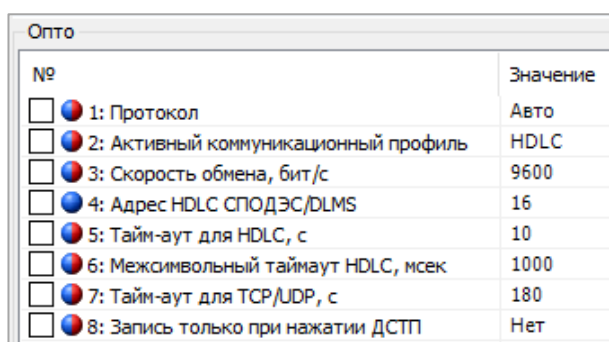 Опто
№ Значение
1: Протокол Авто
2: Активный коммуникационный профиль HDLC
3: Скорость обмена, бит/с 9600
4: Адрес HDLC СПОДЭС/DLMS 16
5: Тайм-аут для HDLC, с 10
6: Межсимвольный таймаут HDLC, мсек 1000
7: Тайм-аут для TCP/UDP, с 180
8: Запись только при нажатии ДСТП Нет